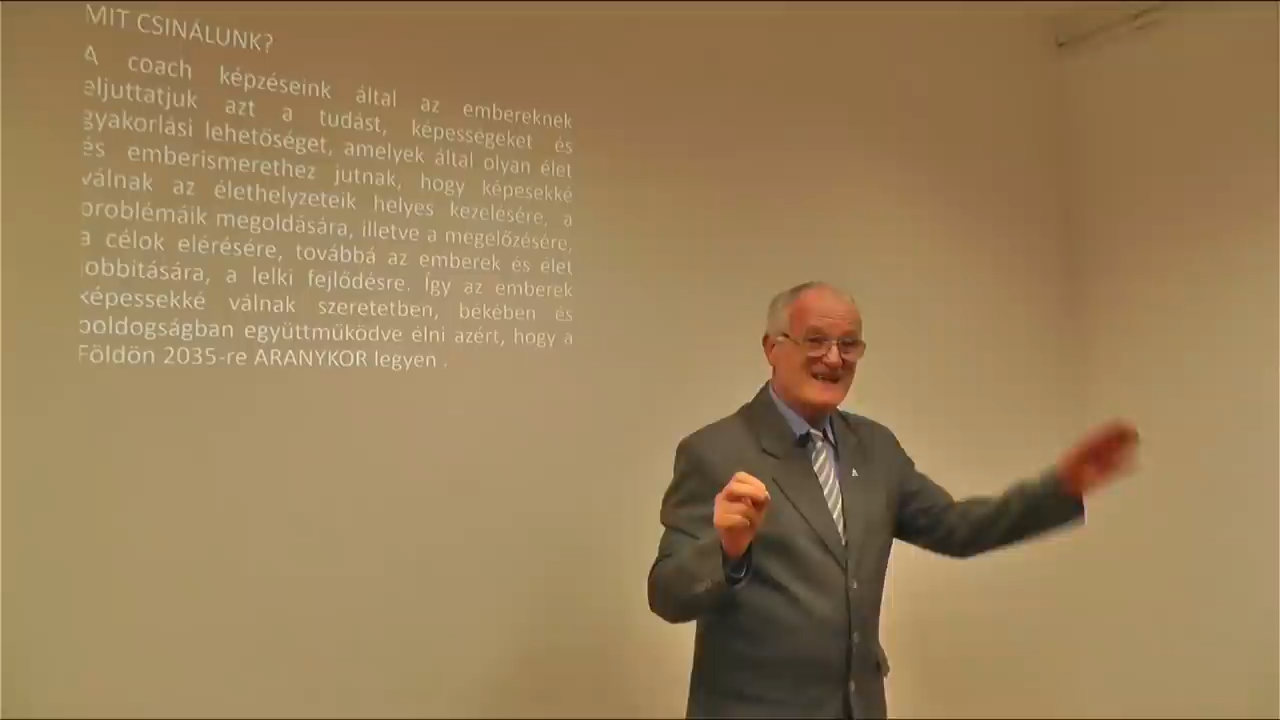 MIT CSINÁLUNK?
A coach képzéseink által az embereknek
eljuttatjuk azt a tudást, képességeket és
gyakorlási lehetőséget, amelyek által olyan élet
és emberismerethez jutnak, hogy képesekké
válnak az élethelyzeteik helyes kezelésére, a
problémáik megoldására, illetve a megelőzésére,
a célok elérésére, továbbá az emberek és élet
jobbítására, a lelki fejlődésre. Így az emberek
képessekké válnak szeretetben, békében és
boldogságban együttműködve élni azért, hogy a
Földön 2035-re ARANYKOR legyen .